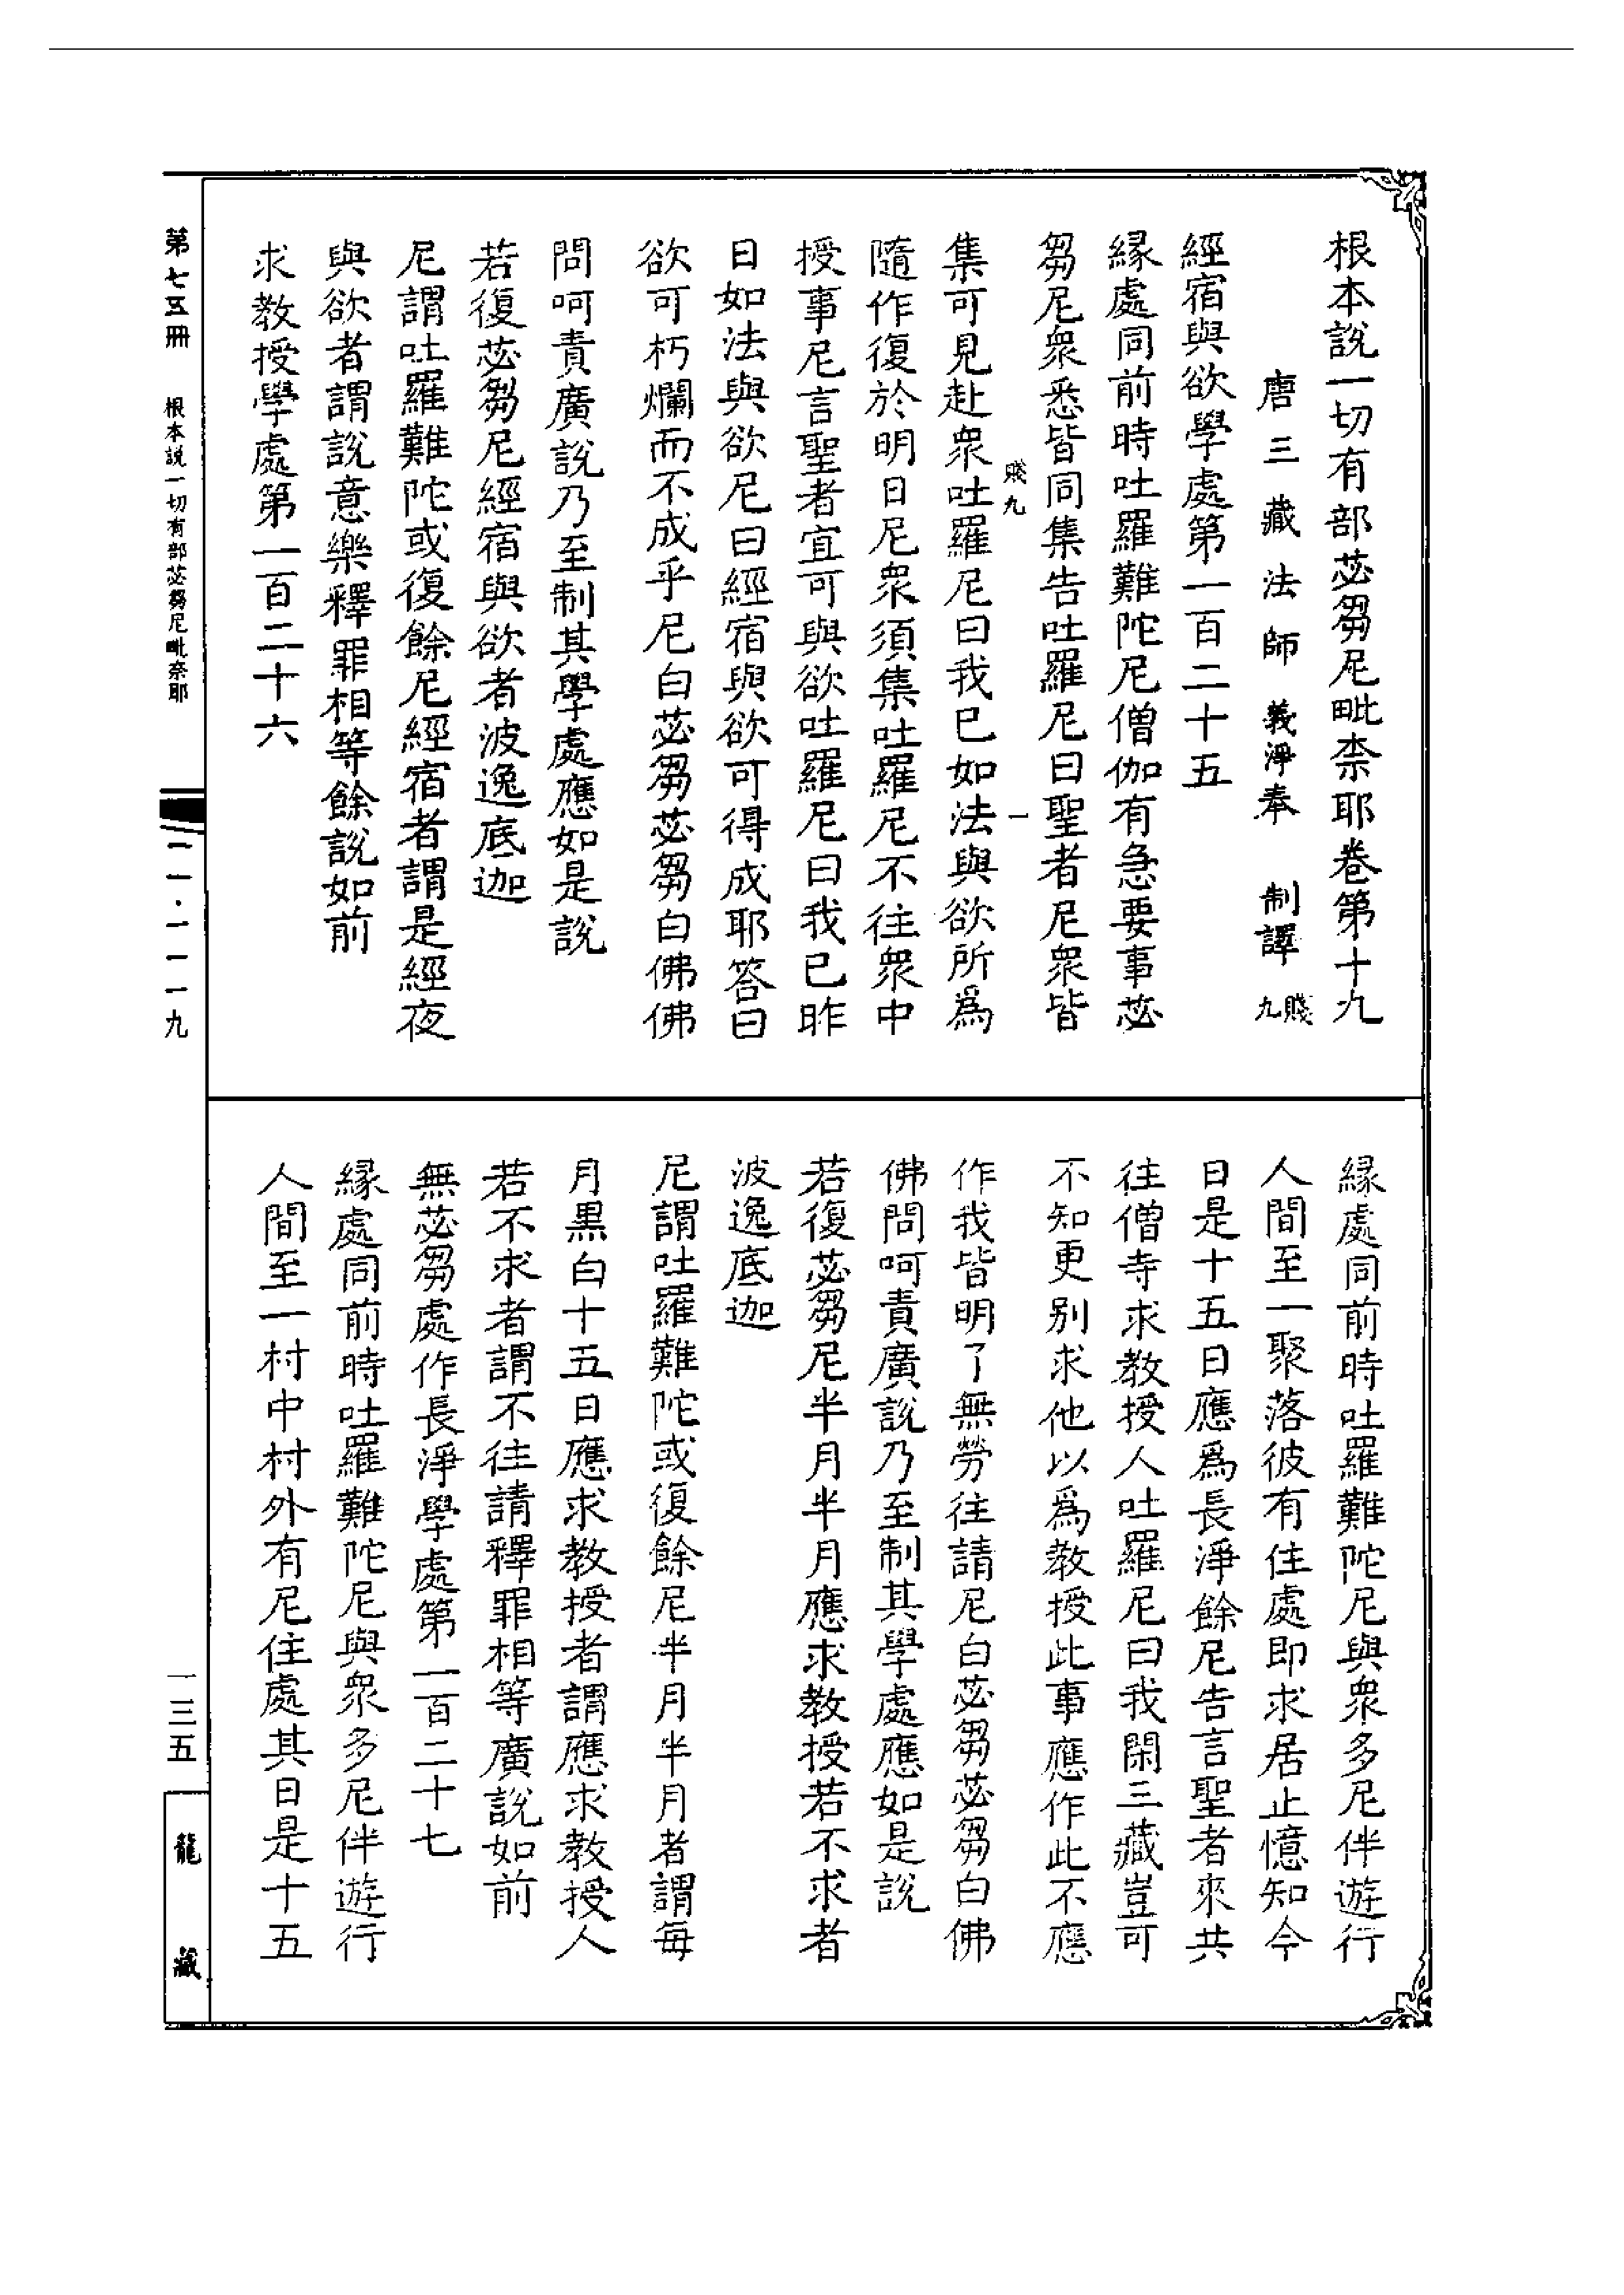 根本說一切有部苾芻尼毗柰耶卷第十九
唐三藏法師義淨奉 制譯 賤九
經宿與欲學處第一百二十五
緣處同前時吐羅難陀尼僧伽有急要事苾
芻尼衆悉皆同集告吐羅尼曰聖者尼衆皆
賤九 一
集可見赴衆吐羅尼曰我已如法與欲所爲
隨作復於明日尼衆須集吐羅尼不往衆中
授事尼言聖者宜可與欲吐羅尼曰我已昨
日如法與欲尼曰經宿與欲可得成耶答曰
欲可朽爛而不成乎尼白苾芻苾芻白佛佛
問呵責廣說乃至制其學處應如是說
若復苾芻尼經宿與欲者波逸底迦
尼謂吐羅難陀或復餘尼經宿者謂是經夜
與欲者謂說意樂釋罪相等餘說如前
求教授學處第一百二十六
緣處同前時吐羅難陀尼與衆多尼伴遊行
人間至一聚落彼有住處即求居止憶知今
日是十五日應爲長淨餘尼告言聖者來共
往僧寺求教授人吐羅尼曰我閑三藏豈可
不知更别求他以爲教授此事應作此不應
作我皆明了無勞往請尼白苾芻苾芻白佛
佛問呵責廣說乃至制其學處應如是說
若復苾芻尼半月半月應求教授若不求者
波逸底迦
尼謂吐羅難陀或復餘尼半月半月者謂每
月黑白十五日應求教授者謂應求教授人
若不求者謂不往請釋罪相等廣說如前
無苾芻處作長淨學處第一百二十七
緣處同前時吐羅難陀尼與衆多尼伴遊行
人間至一村中村外有尼住處其日是十五
第七五冊 根本說一切有部苾芻尼毗奈耶 二一·一一一九 一三五 龍藏